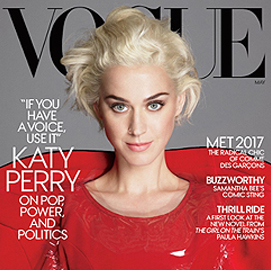 VOGUE
MAY
"IF YOU
HAVE
A VOICE,
USE IT"
KATY
PERRY
ON POP,
POWER,
AND
POLITICS
MET 2017
THE RADICAL CHIC
OF COMME
DES GARÇONS
BUZZWORTHY
SAMANTHA BEE'S
COMIC STING
THRILL RIDE
A FIRST LOOK AT THE
NEW NOVEL FROM
THE GIRL ON THE TRAIN'S
PAULA HAWKINS